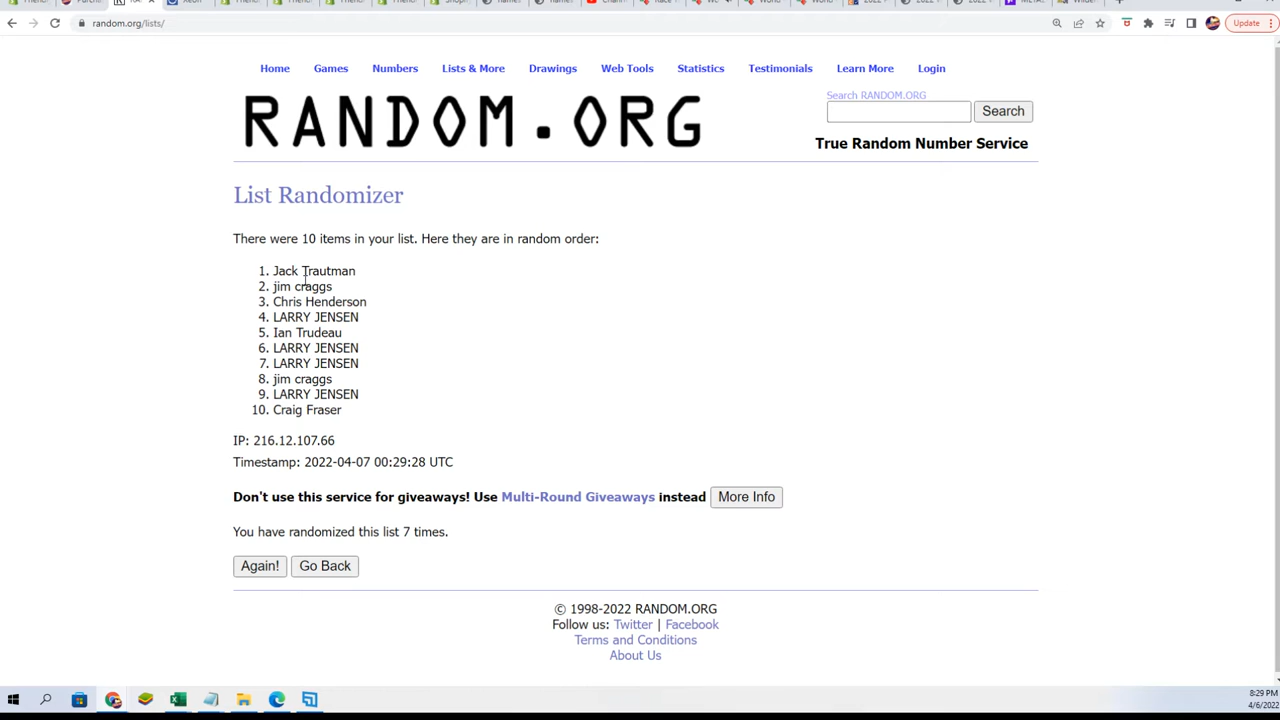 random.org/lists/
Update
Home Games Numbers Lists & More Drawings Web Tools Statistics Testimonials Learn More Login
RANDOM.ORG
Search RANDOM.ORG
Search
True Random Number Service
List Randomizer
There were 10 items in your list. Here they are in random order:
1. Jack Trautman
2. jim craggs
3. Chris Henderson
4. LARRY JENSEN
5. Ian Trudeau
6. LARRY JENSEN
7. LARRY JENSEN
8. jim craggs
9. LARRY JENSEN
10. Craig Fraser
IP: 216.12.107.66
Timestamp: 2022-04-07 00:29:28 UTC
Don't use this service for giveaways! Use Multi-Round Giveaways instead More Info
You have randomized this list 7 times.
Again! Go Back
© 1998-2022 RANDOM.ORG
Follow us: Twitter | Facebook
Terms and Conditions
About Us
8:29 PM
4/6/2022